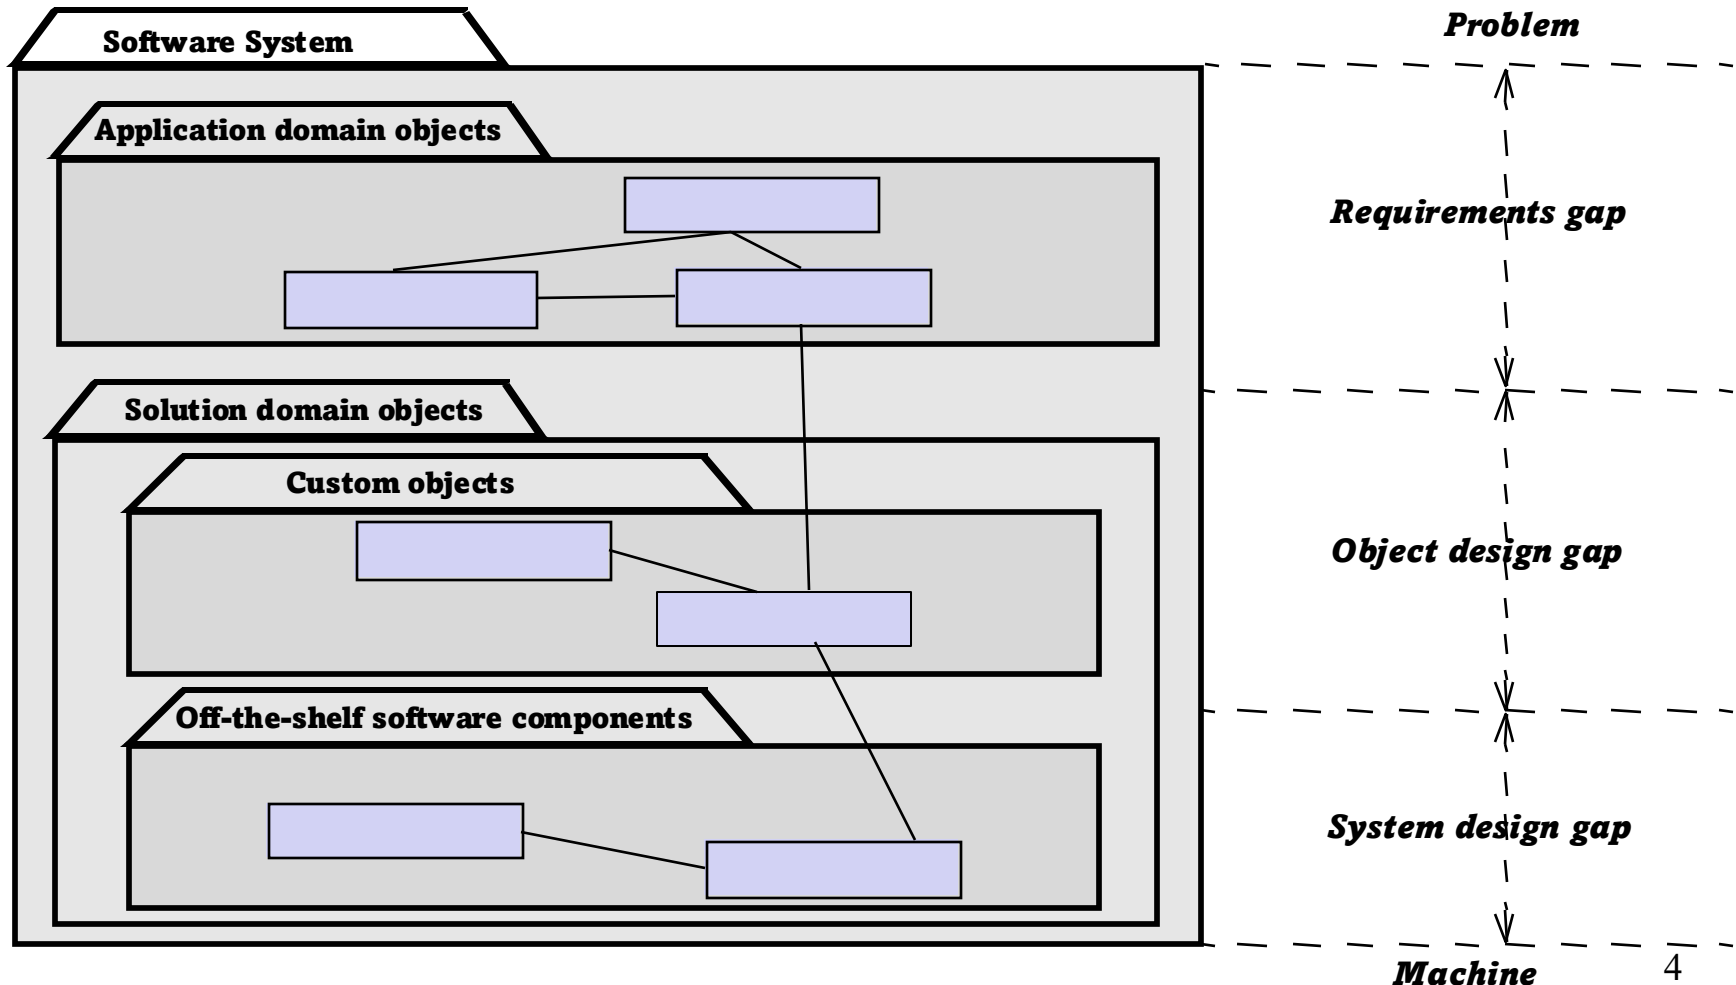 Problem
Software System
Application domain objects
Requirements gap
Solution domain objects
Custom objects
Object design gap
Off-the-shelf software components
System design gap
Machine
4